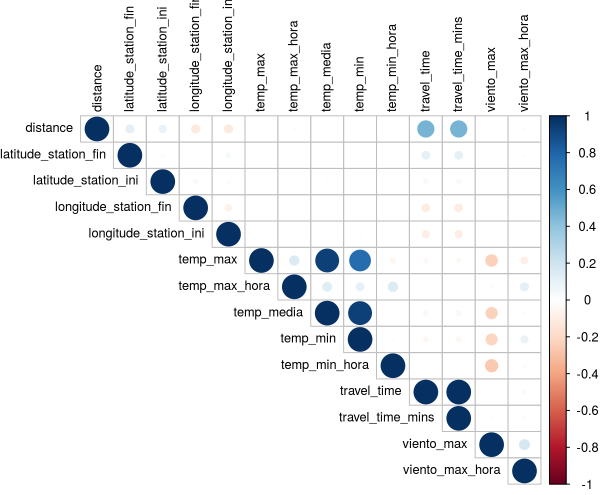 distance
latitude_station_fin
latitude_station_ini
longitude_station_fin
longitude_station_in
temp_max
temp_max_hora
temp_media
temp_min
temp_min_hora
travel_time
travel_time_mins
viento_max
viento_max_hora
distance
latitude_station_fin
latitude_station_ini
longitude_station_fin
longitude_station_ini
temp_max
temp_max_hora
temp_media
temp_min
temp_min_hora
travel_time
travel_time_mins
viento_max
viento_max_hora
1
0.8
0.6
0.4
0.2
0
-0.2
-0.4
-0.6
-0.8
-1